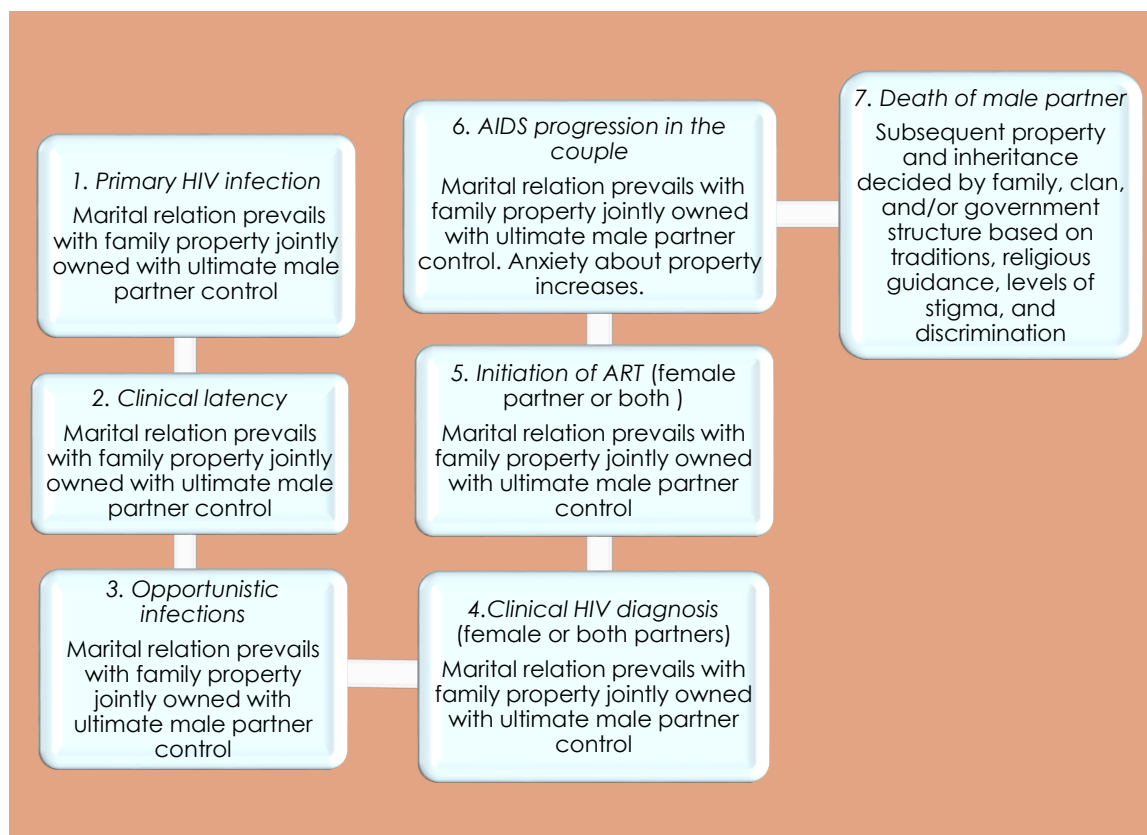 1. Primary HIV infection
Marital relation prevails
with family property jointly
owned with ultimate male
partner control
2. Clinical latency
Marital relation prevails
with family property jointly
owned with ultimate male
partner control
3. Opportunistic
infections
Marital relation prevails
with family property
jointly owned with
ultimate male partner
control
4.Clinical HIV diagnosis
(female or both partners)
Marital relation prevails with
family property jointly owned
with ultimate male partner
control
5. Initiation of ART (female
partner or both )
Marital relation prevails with
family property jointly owned
with ultimate male partner
control
6. AIDS progression in the
couple
Marital relation prevails with
family property jointly owned
with ultimate male partner
control. Anxiety about property
increases.
7. Death of male partner
Subsequent property
and inheritance
decided by family, clan,
and/or government
structure based on
traditions, religious
guidance, levels of
stigma, and
discrimination